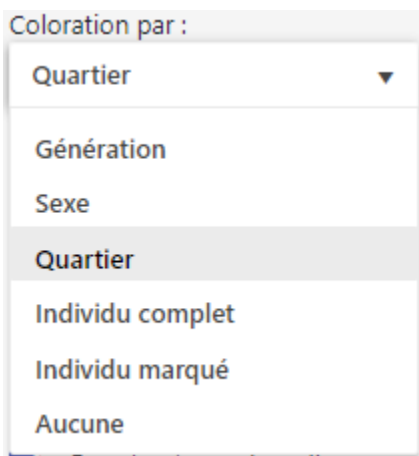 Coloration par :
Quartier
Génération
Sexe
Quartier
Individu complet
Individu marqué
Aucune